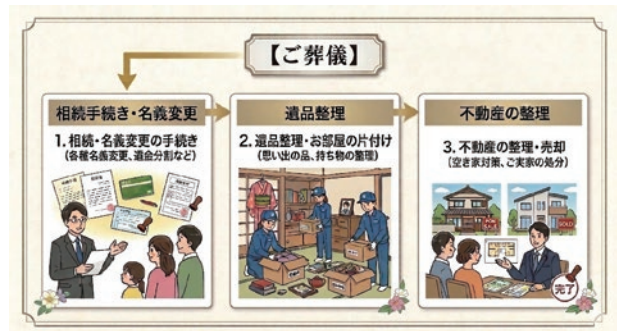 【ご葬儀】
相続手続き・名義変更
1. 相続・名義変更の手続き
(各種名義変更、遺会分割など)
遺品整理
2. 遺品整理・お部屋の片付け
(思い出の品、持ち物の整理)
不動産の整理
3. 不動産の整理・売却
(空き家対策、ご実家の処分)
SOLD
完了